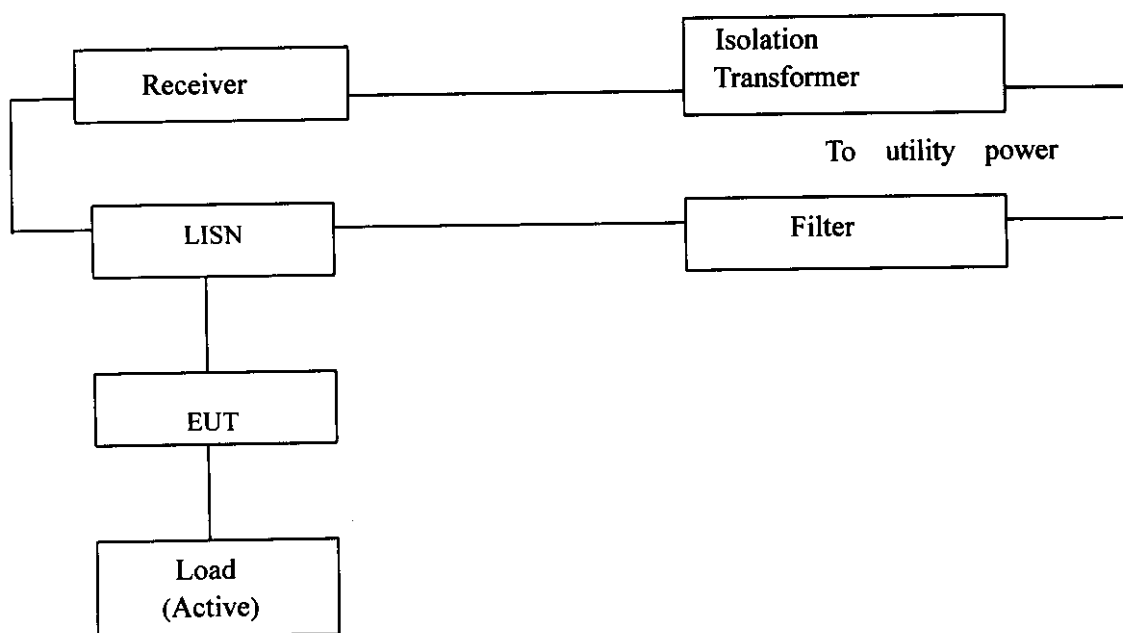 Receiver
Isolation
Transformer
To utility power
LISN
Filter
EUT
Load
(Active)